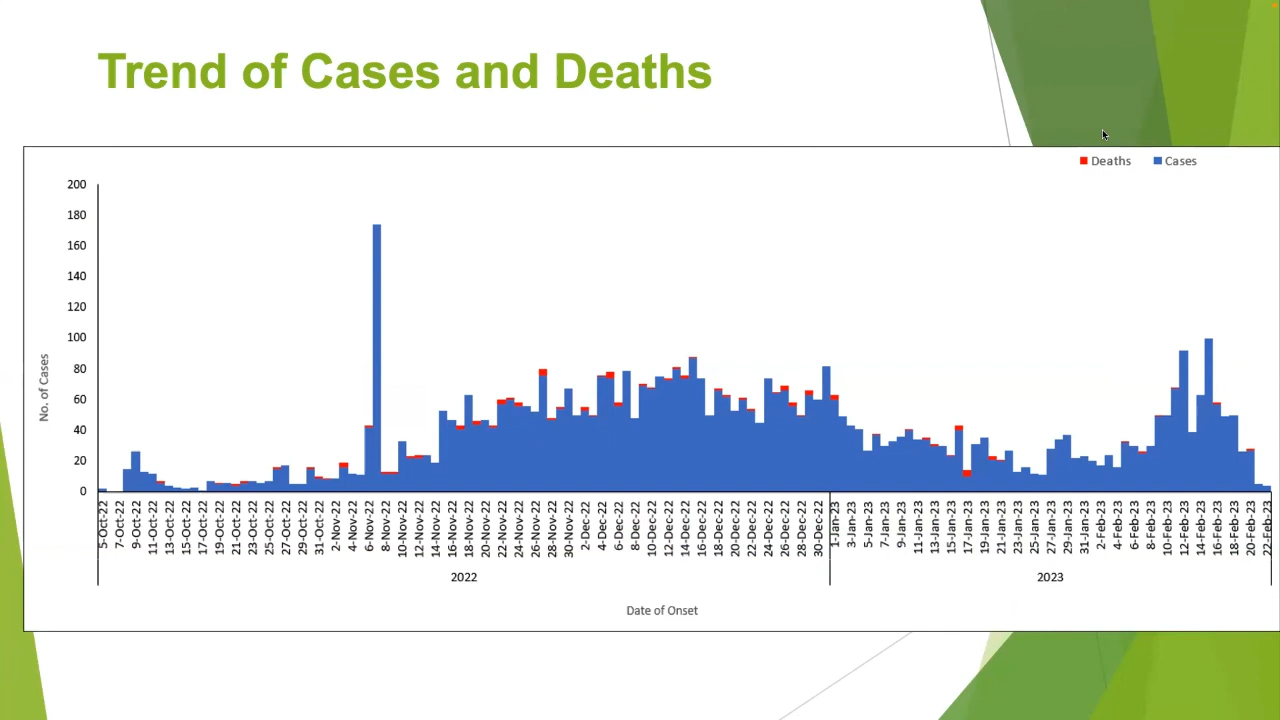 Trend of Cases and Deaths
Deaths Cases
200
180
160
140
120
100
80
60
40
20
0
No. of Cases
5-Oct-22
7-Oct-22
9-Oct-22
11-Oct-22
13-Oct-22
15-Oct-22
17-Oct-22
19-Oct-22
21-Oct-22
23-Oct-22
25-Oct-22
27-Oct-22
29-Oct-22
31-Oct-22
2-Nov-22
4-Nov-22
6-Nov-22
8-Nov-22
10-Nov-22
12-Nov-22
14-Nov-22
16-Nov-22
18-Nov-22
20-Nov-22
22-Nov-22
24-Nov-22
26-Nov-22
28-Nov-22
30-Nov-22
2-Dec-22
4-Dec-22
6-Dec-22
8-Dec-22
10-Dec-22
12-Dec-22
14-Dec-22
16-Dec-22
18-Dec-22
20-Dec-22
22-Dec-22
24-Dec-22
26-Dec-22
28-Dec-22
30-Dec-22
1-Jan-23
3-Jan-23
5-Jan-23
7-Jan-23
9-Jan-23
11-Jan-23
13-Jan-23
15-Jan-23
17-Jan-23
19-Jan-23
21-Jan-23
23-Jan-23
25-Jan-23
27-Jan-23
29-Jan-23
31-Jan-23
2-Feb-23
4-Feb-23
6-Feb-23
8-Feb-23
10-Feb-23
12-Feb-23
14-Feb-23
16-Feb-23
18-Feb-23
20-Feb-23
22-Feb-23
2022 2023
Date of Onset